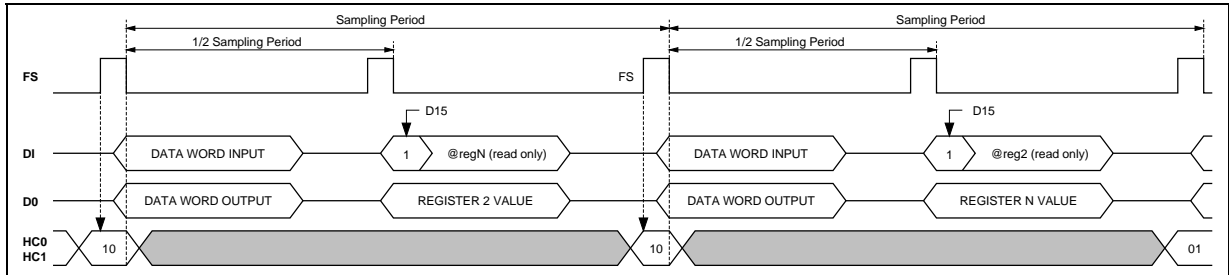 Sampling Period Sampling Period
1/2 Sampling Period 1/2 Sampling Period
FS FS
D15 D15
DI DATA WORD INPUT 1 @regN (read only) DATA WORD INPUT 1 @reg2 (read only)
D0 DATA WORD OUTPUT REGISTER 2 VALUE DATA WORD OUTPUT REGISTER N VALUE
HC0
HC1 10 10 01